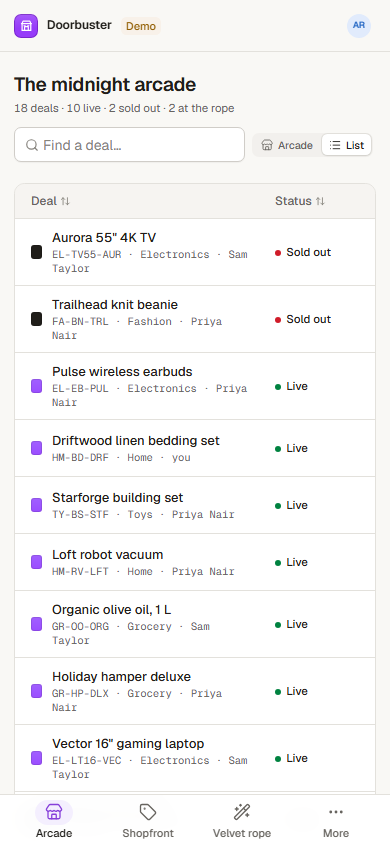 Doorbuster Demo AR
The midnight arcade
18 deals · 10 live · 2 sold out · 2 at the rope
Find a deal...
Arcade List
Deal Status
Aurora 55" 4K TV
EL-TV55-AUR · Electronics · Sam
Taylor
Sold out
Trailhead knit beanie
FA-BN-TRL · Fashion · Priya
Nair
Sold out
Pulse wireless earbuds
EL-EB-PUL · Electronics · Priya
Nair
Live
Driftwood linen bedding set
HM-BD-DRF · Home · you
Live
Starforge building set
TY-BS-STF · Toys · Priya Nair
Live
Loft robot vacuum
HM-RV-LFT · Home · Priya Nair
Live
Organic olive oil, 1 L
GR-OO-ORG · Grocery · Sam
Taylor
Live
Holiday hamper deluxe
GR-HP-DLX · Grocery · Priya
Nair
Live
Vector 16" gaming laptop
EL-LT16-VEC · Electronics · Sam
Taylor
Live
Arcade Shopfront Velvet rope More